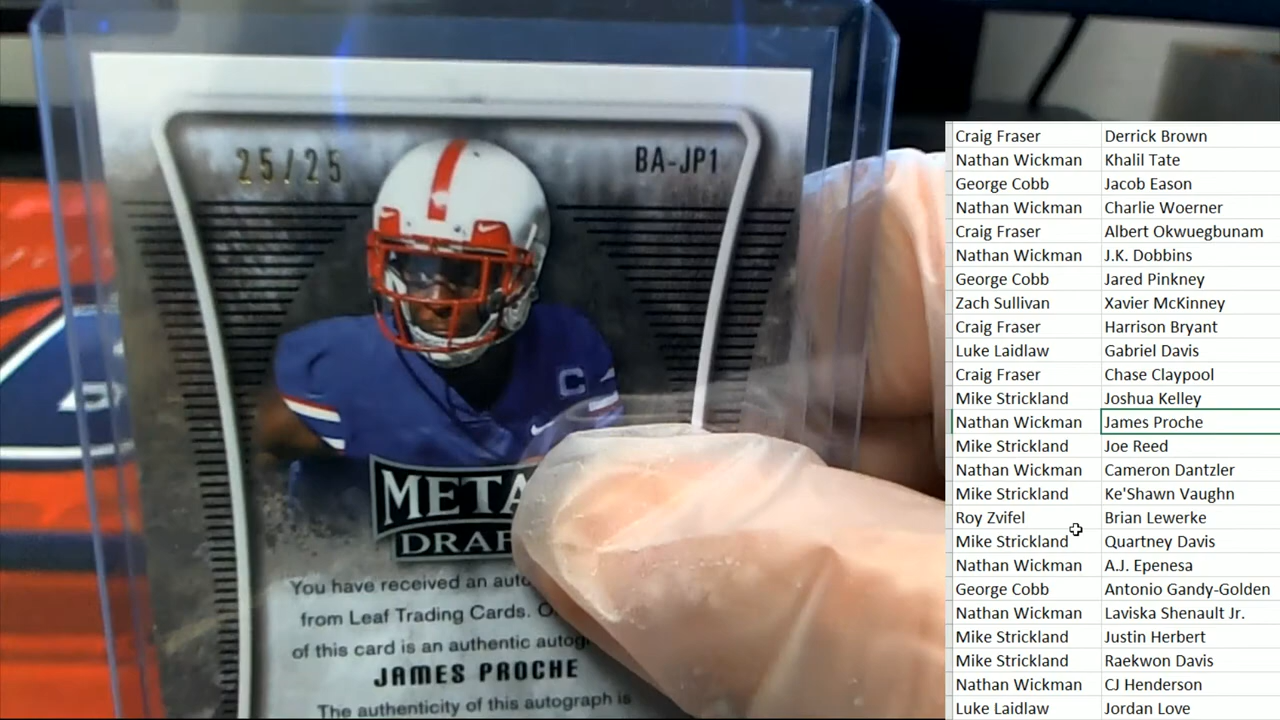 25/25
BA-JP1
C
META
DRAF
You have received an auto
from Leaf Trading Cards. O
of this card is an authentic autog
JAMES PROCHE
The authenticity of this autograph is
Craig Fraser Derrick Brown
Nathan Wickman Khalil Tate
George Cobb Jacob Eason
Nathan Wickman Charlie Woerner
Craig Fraser Albert Okwuegbunam
Nathan Wickman J.K. Dobbins
George Cobb Jared Pinkney
Zach Sullivan Xavier McKinney
Craig Fraser Harrison Bryant
Luke Laidlaw Gabriel Davis
Craig Fraser Chase Claypool
Mike Strickland Joshua Kelley
Nathan Wickman James Proche
Mike Strickland Joe Reed
Nathan Wickman Cameron Dantzler
Mike Strickland Ke'Shawn Vaughn
Roy Zvifel Brian Lewerke
Mike Strickland Quartney Davis
Nathan Wickman A.J. Epenesa
George Cobb Antonio Gandy-Golden
Nathan Wickman Laviska Shenault Jr.
Mike Strickland Justin Herbert
Mike Strickland Raekwon Davis
Nathan Wickman CJ Henderson
Luke Laidlaw Jordan Love